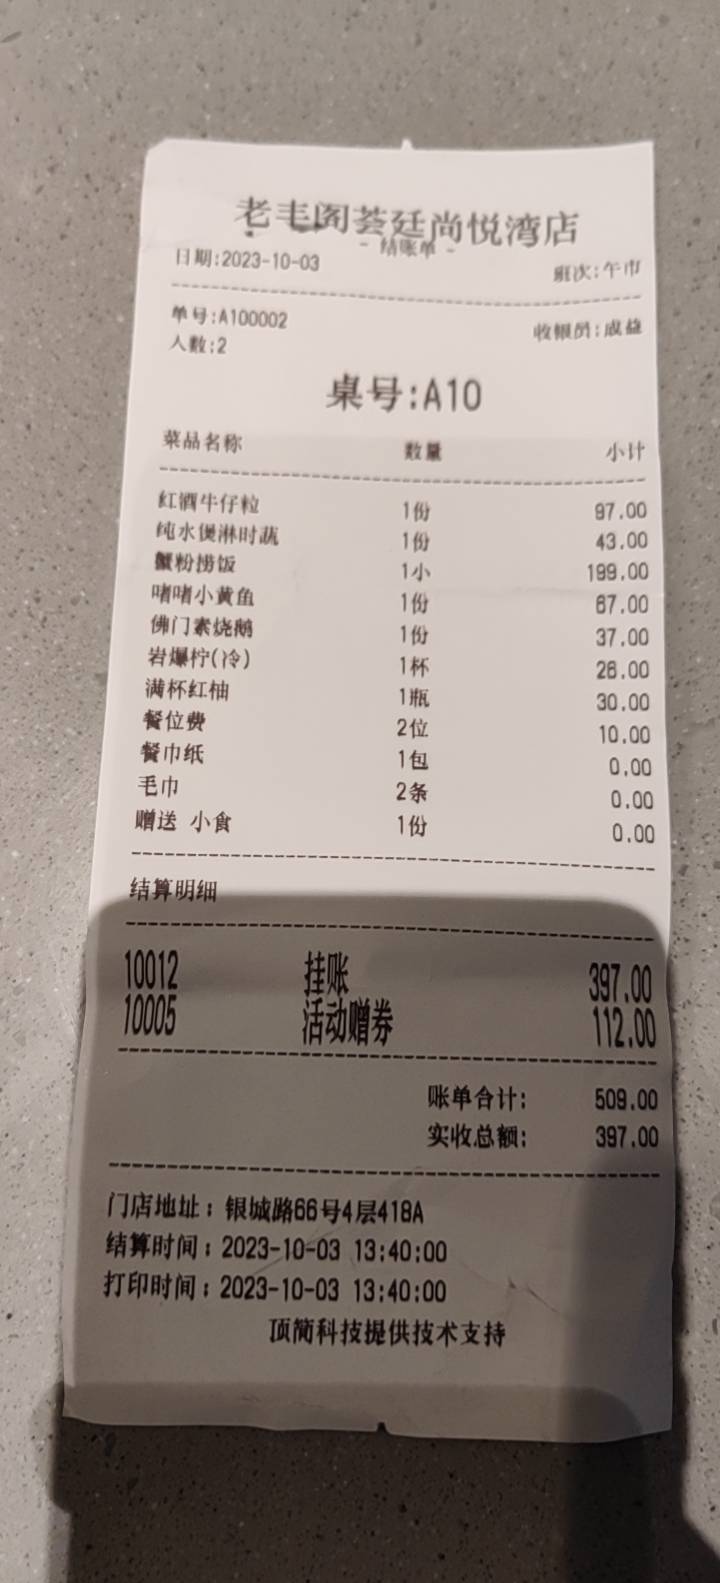 老丰阁荟廷尚悦湾店
- 结账单 -
日期:2023-10-03 班次:午市
单号:A100002 收银员:成益
人数:2
桌号:A10
菜品名称 数量 小计
红酒牛仔粒 1份 97.00
纯水煲淋时蔬 1份 43.00
蟹粉捞饭 1小 199.00
啫啫小黄鱼 1份 67.00
佛门素烧鹅 1份 37.00
岩爆柠(冷) 1杯 26.00
满杯红柚 1瓶 30.00
餐位费 2位 10.00
餐巾纸 1包 0.00
毛巾 2条 0.00
赠送 小食 1份 0.00
结算明细
10012 挂账 397.00
10005 活动赠券 112.00
账单合计: 509.00
实收总额: 397.00
门店地址：银城路66号4层418A
结算时间：2023-10-03 13:40:00
打印时间：2023-10-03 13:40:00
顶简科技提供技术支持